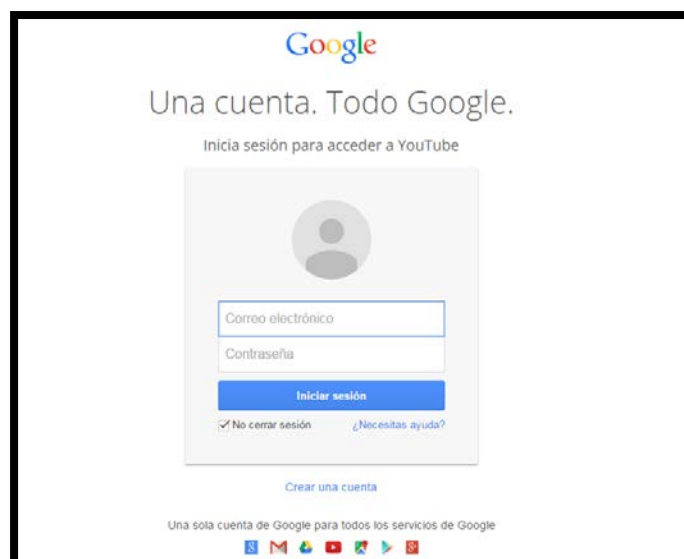 Google
Una cuenta. Todo Google.
Inicia sesión para acceder a YouTube
Correo electrónico
Contraseña
Iniciar sesión
No cerrar sesión ¿Necesitas ayuda?
Crear una cuenta
Una sola cuenta de Google para todos los servicios de Google